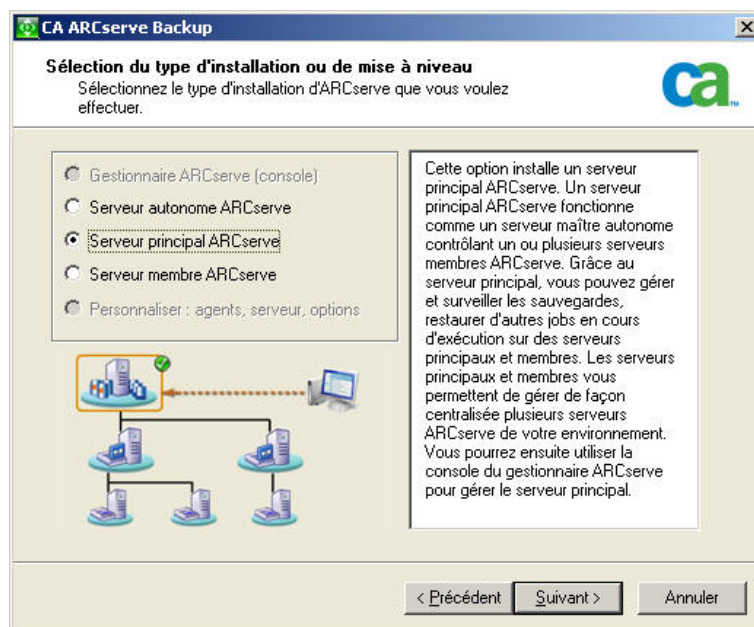 CA ARCserve Backup
Sélection du type d'installation ou de mise à niveau
Sélectionnez le type d'installation d'ARCserve que vous voulez
effectuer.
ca™
Gestionnaire ARCserve (console)
Serveur autonome ARCserve
Serveur principal ARCserve
Serveur membre ARCserve
Personnaliser : agents, serveur, options
Cette option installe un serveur
principal ARCserve. Un serveur
principal ARCserve fonctionne
comme un serveur maître autonome
contrôlant un ou plusieurs serveurs
membres ARCserve. Grâce au
serveur principal, vous pouvez gérer
et surveiller les sauvegardes,
restaurer d'autres jobs en cours
d'exécution sur des serveurs
principaux et membres. Les serveurs
principaux et membres vous
permettent de gérer de façon
centralisée plusieurs serveurs
ARCserve de votre environnement.
Vous pourrez ensuite utiliser la
console du gestionnaire ARCserve
pour gérer le serveur principal.
< Précédent
Suivant >
Annuler